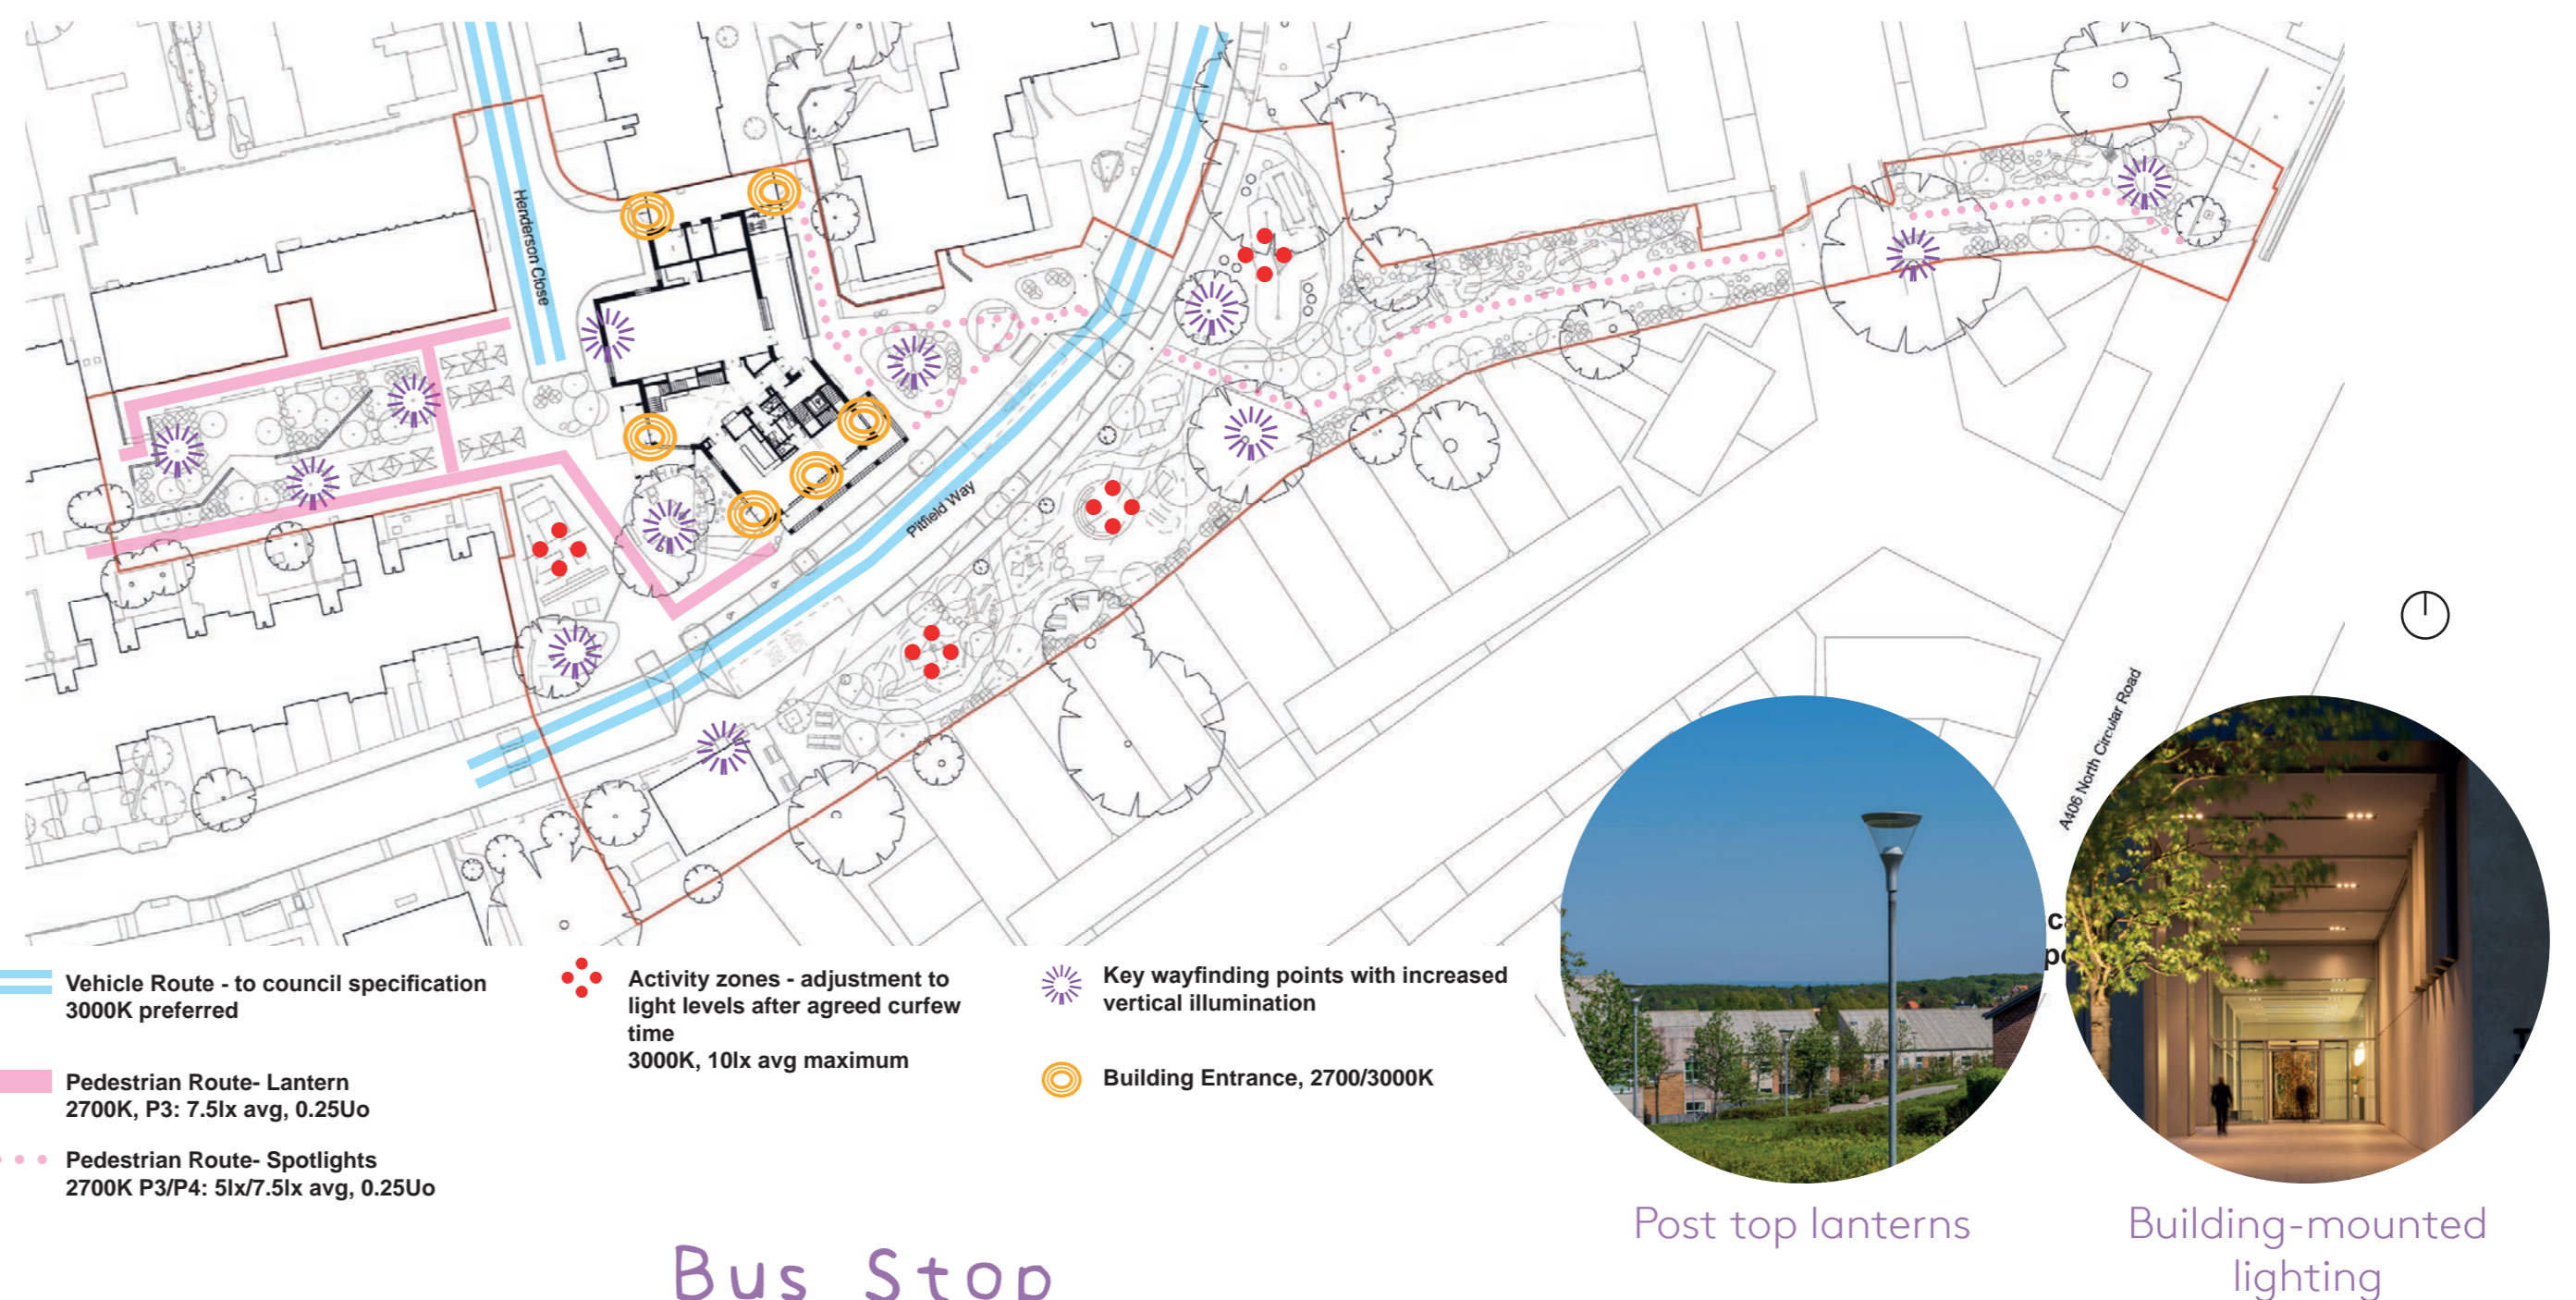 Henderson Close
Pitfield Way
A406 North Circular Road
Vehicle Route - to council specification
3000K preferred
Pedestrian Route- Lantern
2700K, P3: 7.5lx avg, 0.25Uo
Pedestrian Route- Spotlights
2700K P3/P4: 5lx/7.5lx avg, 0.25Uo
Activity zones - adjustment to
light levels after agreed curfew
time
3000K, 10lx avg maximum
Key wayfinding points with increased
vertical illumination
Building Entrance, 2700/3000K
Post top lanterns
Building-mounted
lighting
Bus Stop